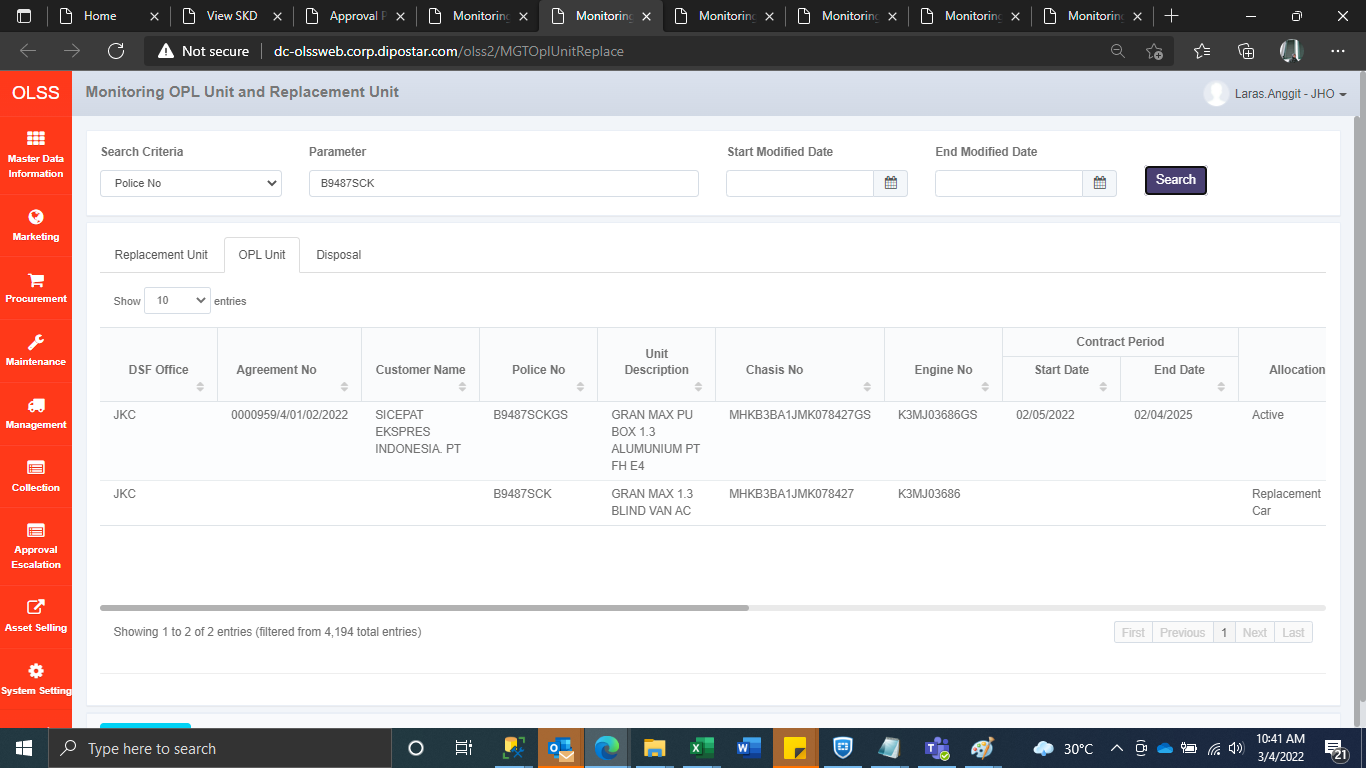 Home
View SKD
Approval P
Monitoring
Monitoring
Monitoring
Monitoring
Monitoring
Monitoring
Not secure
dc-olssweb.corp.dipostar.com/olss2/MGTOplUnitReplace
OLSS
Monitoring OPL Unit and Replacement Unit
Laras.Anggit - JHO
Master Data
Information
Marketing
Procurement
Maintenance
Management
Collection
Approval
Escalation
Asset Selling
System Setting
Search Criteria
Parameter
Start Modified Date
End Modified Date
Police No
B9487SCK
Search
Replacement Unit
OPL Unit
Disposal
Show 10 entries
DSF Office
Agreement No
Customer Name
Police No
Unit
Description
Chasis No
Engine No
Contract Period
Start Date
End Date
Allocation
JKC
0000959/4/01/02/2022
SICEPAT
EKSPRES
INDONESIA. PT
B9487SCKGS
GRAN MAX PU
BOX 1.3
ALUMUNIUM PT
FH E4
MHKB3BA1JMK078427GS
K3MJ03686GS
02/05/2022
02/04/2025
Active
JKC
B9487SCK
GRAN MAX 1.3
BLIND VAN AC
MHKB3BA1JMK078427
K3MJ03686
Replacement
Car
Showing 1 to 2 of 2 entries (filtered from 4,194 total entries)
First
Previous
1
Next
Last
Type here to search
30°C
10:41 AM
3/4/2022
21